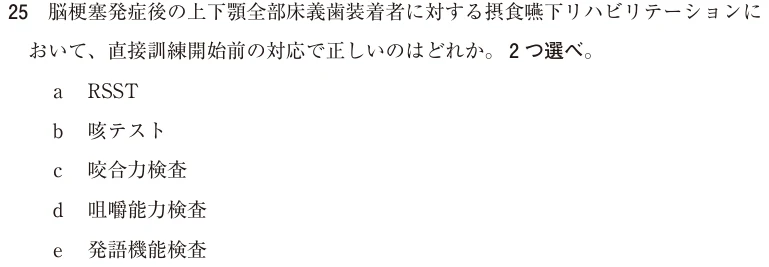 25 脳梗塞発症後の上下顎全部床義歯装着者に対する摂食嚥下リハビリテーションに
おいて、直接訓練開始前の対応で正しいのはどれか。2つ選べ。
a RSST
b 咳テスト
c 咬合力検査
d 咀嚼能力検査
e 発語機能検査